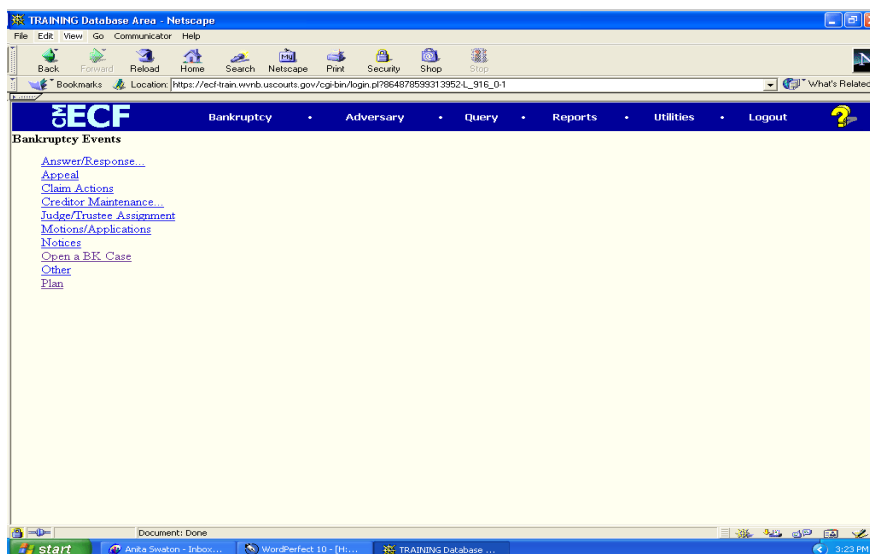 TRAINING Database Area - Netscape
File Edit View Go Communicator Help
Back Forward Reload Home Search Netscape Print Security Shop Stop
Bookmarks Location: https://ecf-train.wvnb.uscourts.gov/cgi-bin/login.pl?864878599313952-L_916_0-1 What's Related
CM ECF Bankruptcy • Adversary • Query • Reports • Utilities • Logout ?
Bankruptcy Events
Answer/Response...
Appeal
Claim Actions
Creditor Maintenance...
Judge/Trustee Assignment
Motions/Applications
Notices
Open a BK Case
Other
Plan
Document: Done
start Anita Swaton - Inbox... WordPerfect 10 - [H:... TRAINING Database ... 3:23 PM